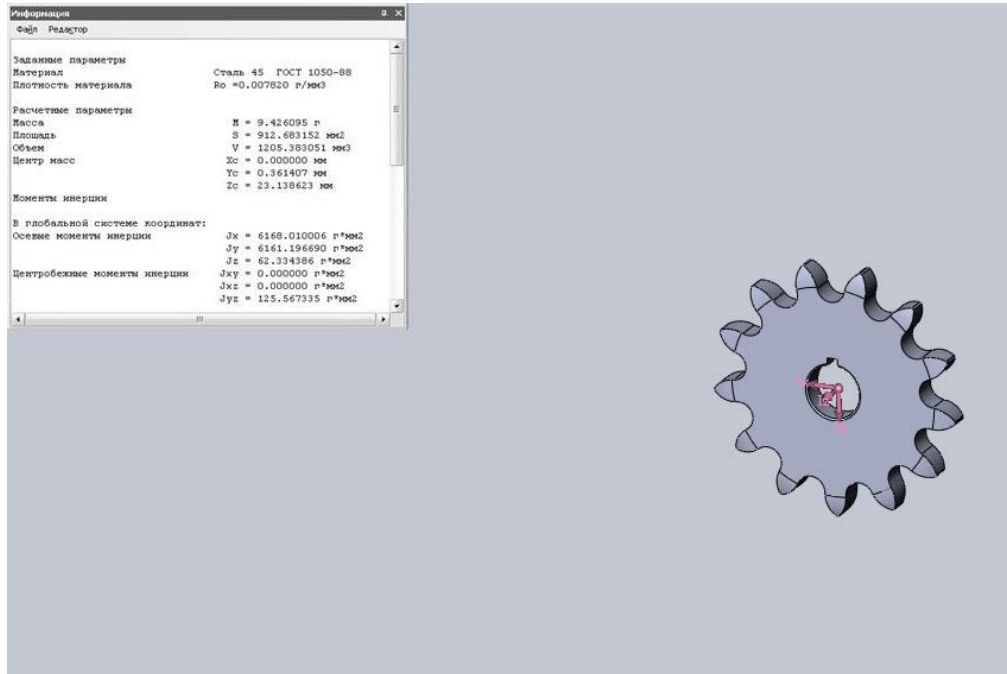 Информация
Файл Редактор
Заданные параметры
Материал Сталь 45 ГОСТ 1050-88
Плотность материала Ro =0.007820 г/мм3
Расчетные параметры
Масса M = 9.426095 г
Площадь S = 912.683152 мм2
Объем V = 1205.383051 мм3
Центр масс Xc = 0.000000 мм
Yc = 0.361407 мм
Zc = 23.138623 мм
Моменты инерции
В глобальной системе координат:
Осевые моменты инерции Jx = 6168.010006 г*мм2
Jy = 6161.196690 г*мм2
Jz = 62.334386 г*мм2
Центробежные моменты инерции Jxy = 0.000000 г*мм2
Jxz = 0.000000 г*мм2
Jyz = 125.567335 г*мм2